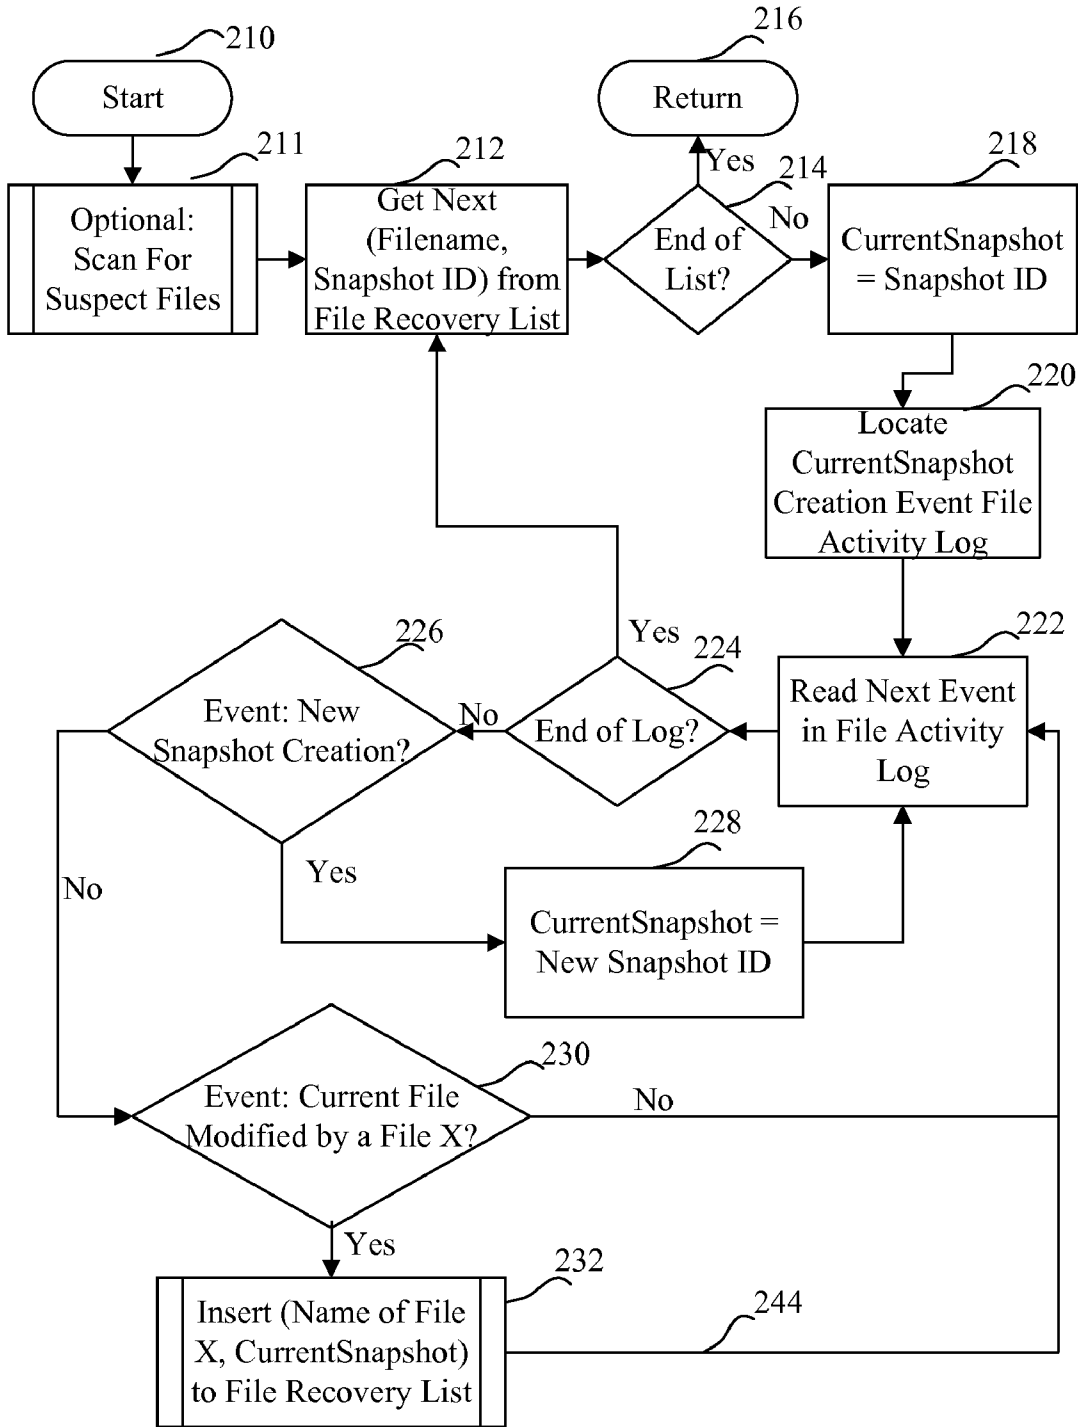 210
216
Start
Return
211
212
Yes
214
218
Optional:
Scan For
Suspect Files
Get Next
(Filename,
Snapshot ID) from
File Recovery List
End of
List?
No
CurrentSnapshot
= Snapshot ID
220
Locate
CurrentSnapshot
Creation Event File
Activity Log
226
Yes
224
222
Event: New
Snapshot Creation?
No
End of Log?
Read Next Event
in File Activity
Log
228
No
Yes
CurrentSnapshot =
New Snapshot ID
230
Event: Current File
Modified by a File X?
No
Yes
232
244
Insert (Name of File
X, CurrentSnapshot)
to File Recovery List